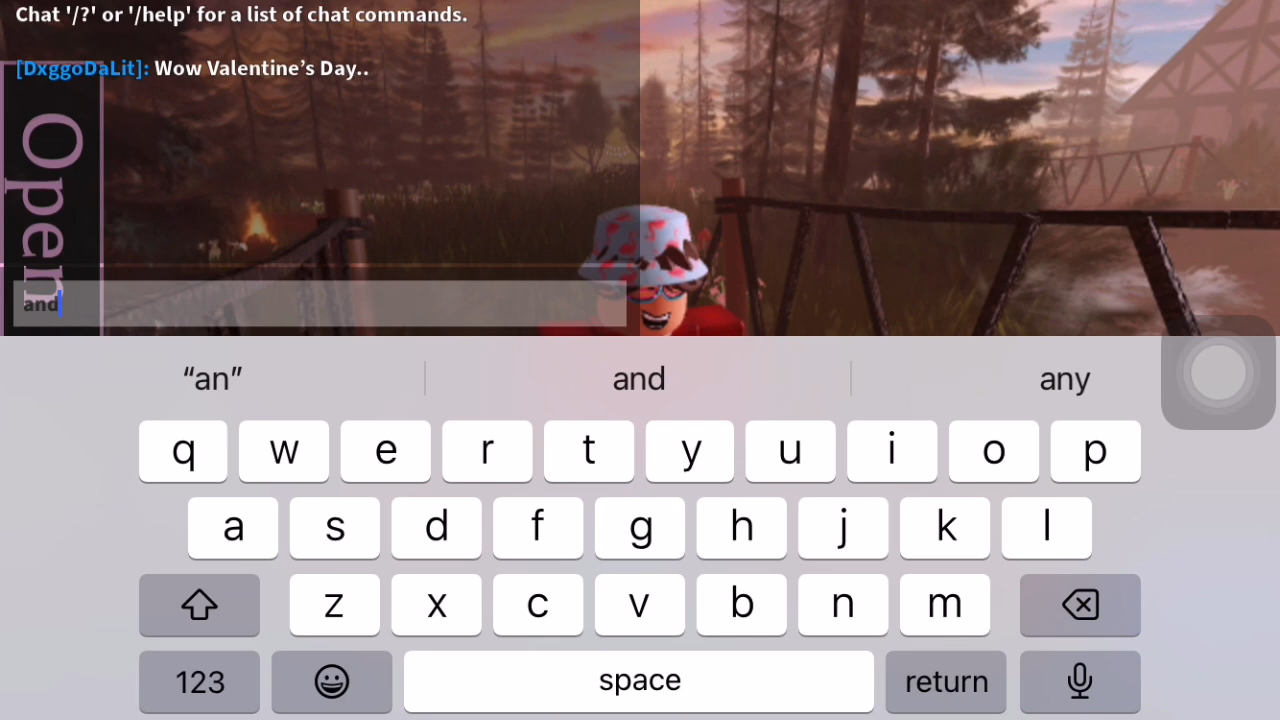 Chat '/?' or '/help' for a list of chat commands.
[DxggoDaLit]: Wow Valentine’s Day..
Open
and
“an” and any
q w e r t y u i o p
a s d f g h j k l
z x c v b n m
123 space return